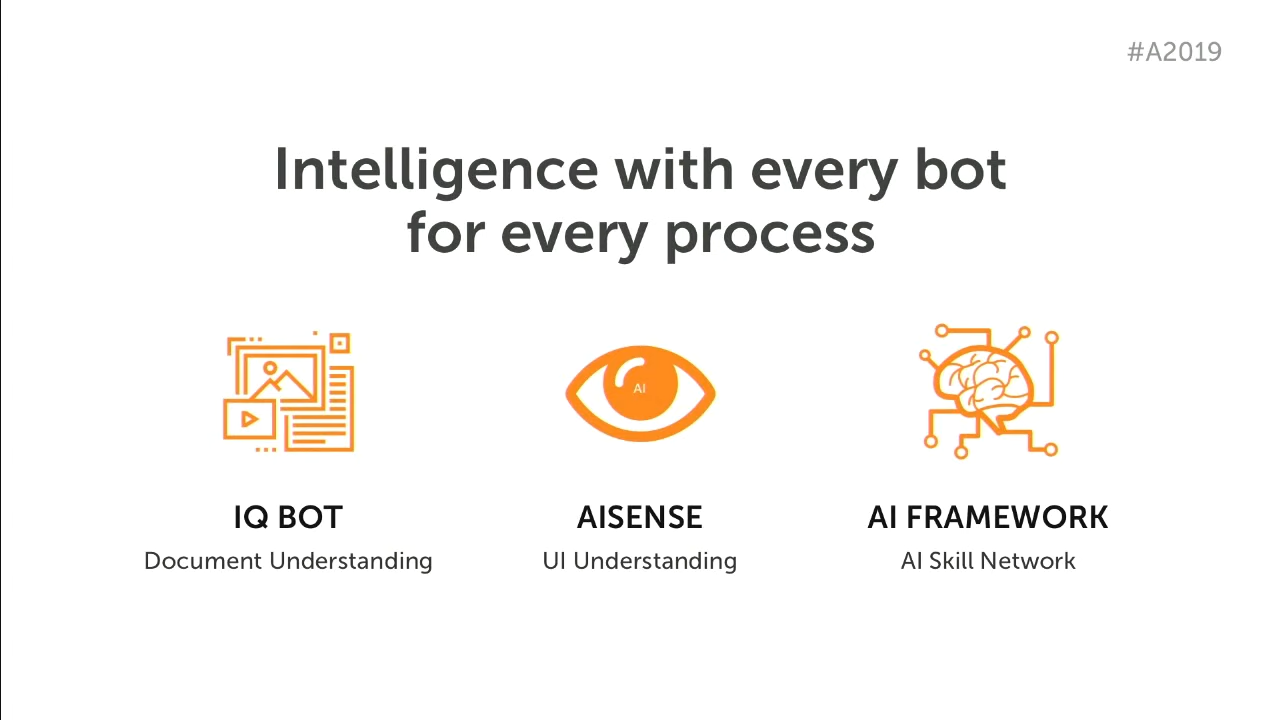 #A2019
Intelligence with every bot
for every process
AI
IQ BOT
AISENSE
AI FRAMEWORK
Document Understanding
UI Understanding
AI Skill Network